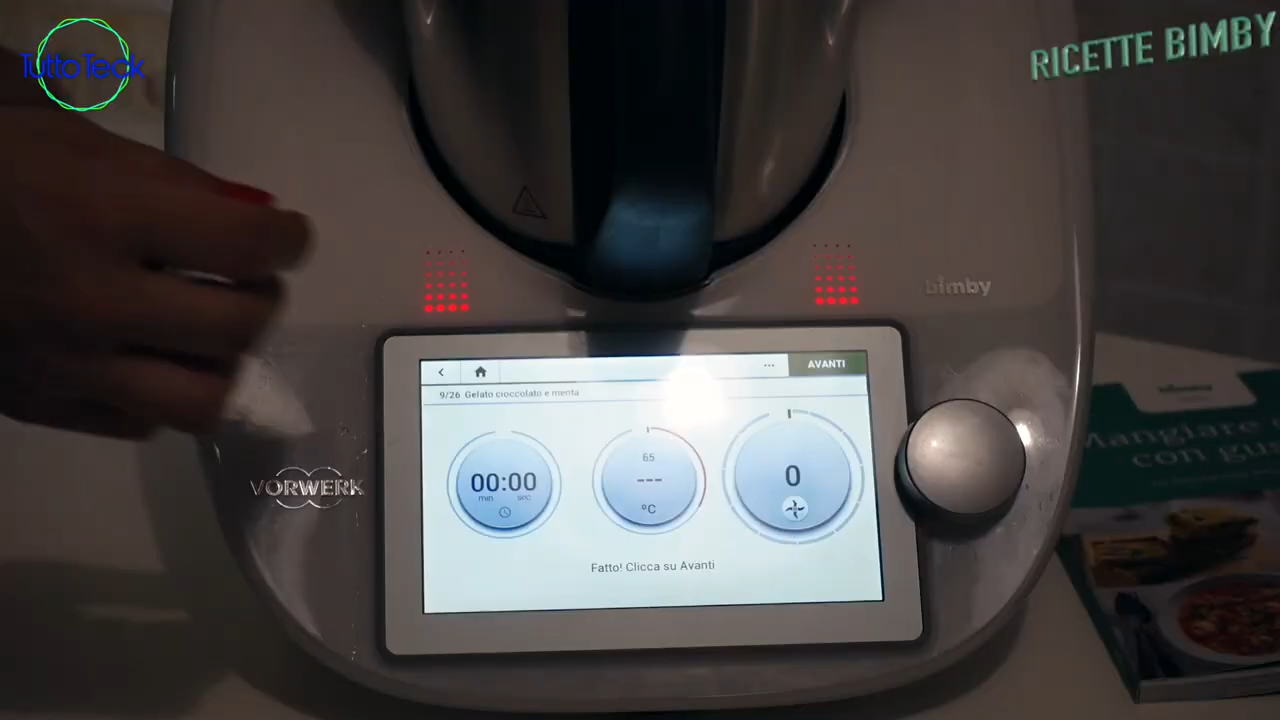 TuttoTeck
RICETTE BIMBY
bimby
AVANTI
9/26 Gelato cioccolato e menta
00:00
min sec
65
---
°C
0
Fatto! Clicca su Avanti
VORWERK
Mangiare
con gus